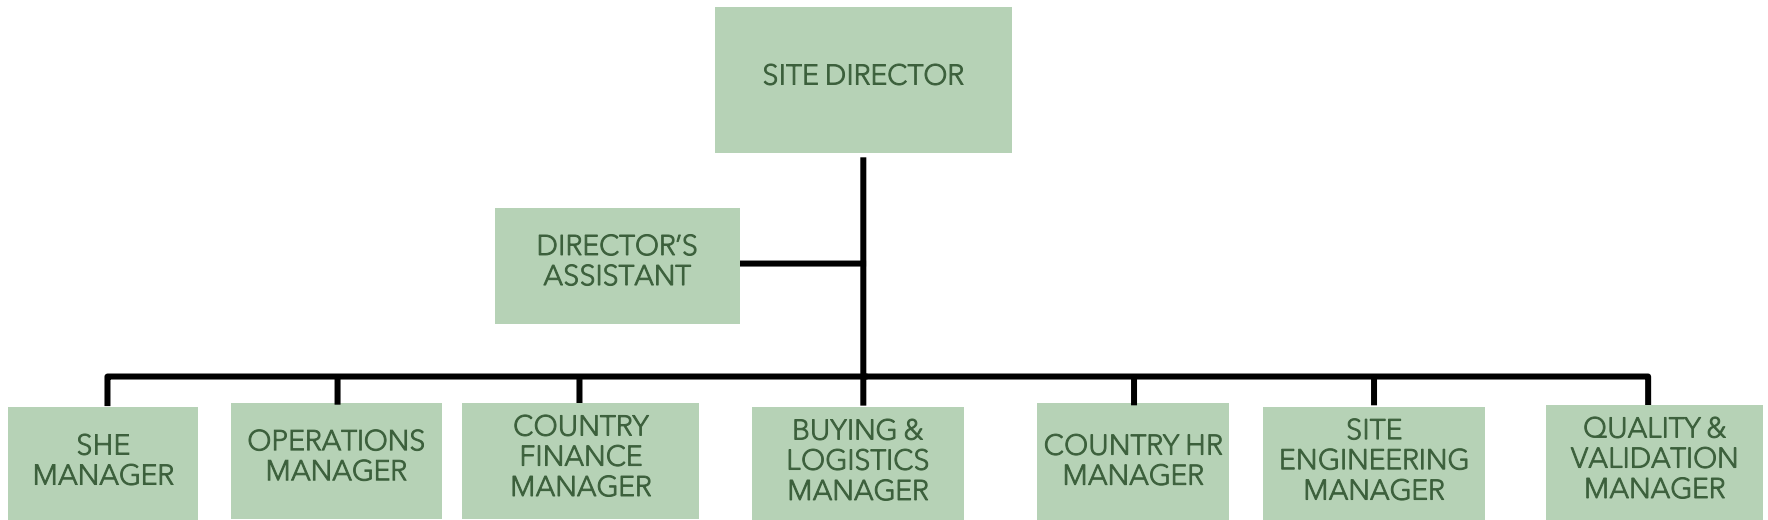 SITE DIRECTOR
DIRECTOR’S
ASSISTANT
SHE
MANAGER
OPERATIONS
MANAGER
COUNTRY
FINANCE
MANAGER
BUYING &
LOGISTICS
MANAGER
COUNTRY HR
MANAGER
SITE
ENGINEERING
MANAGER
QUALITY &
VALIDATION
MANAGER